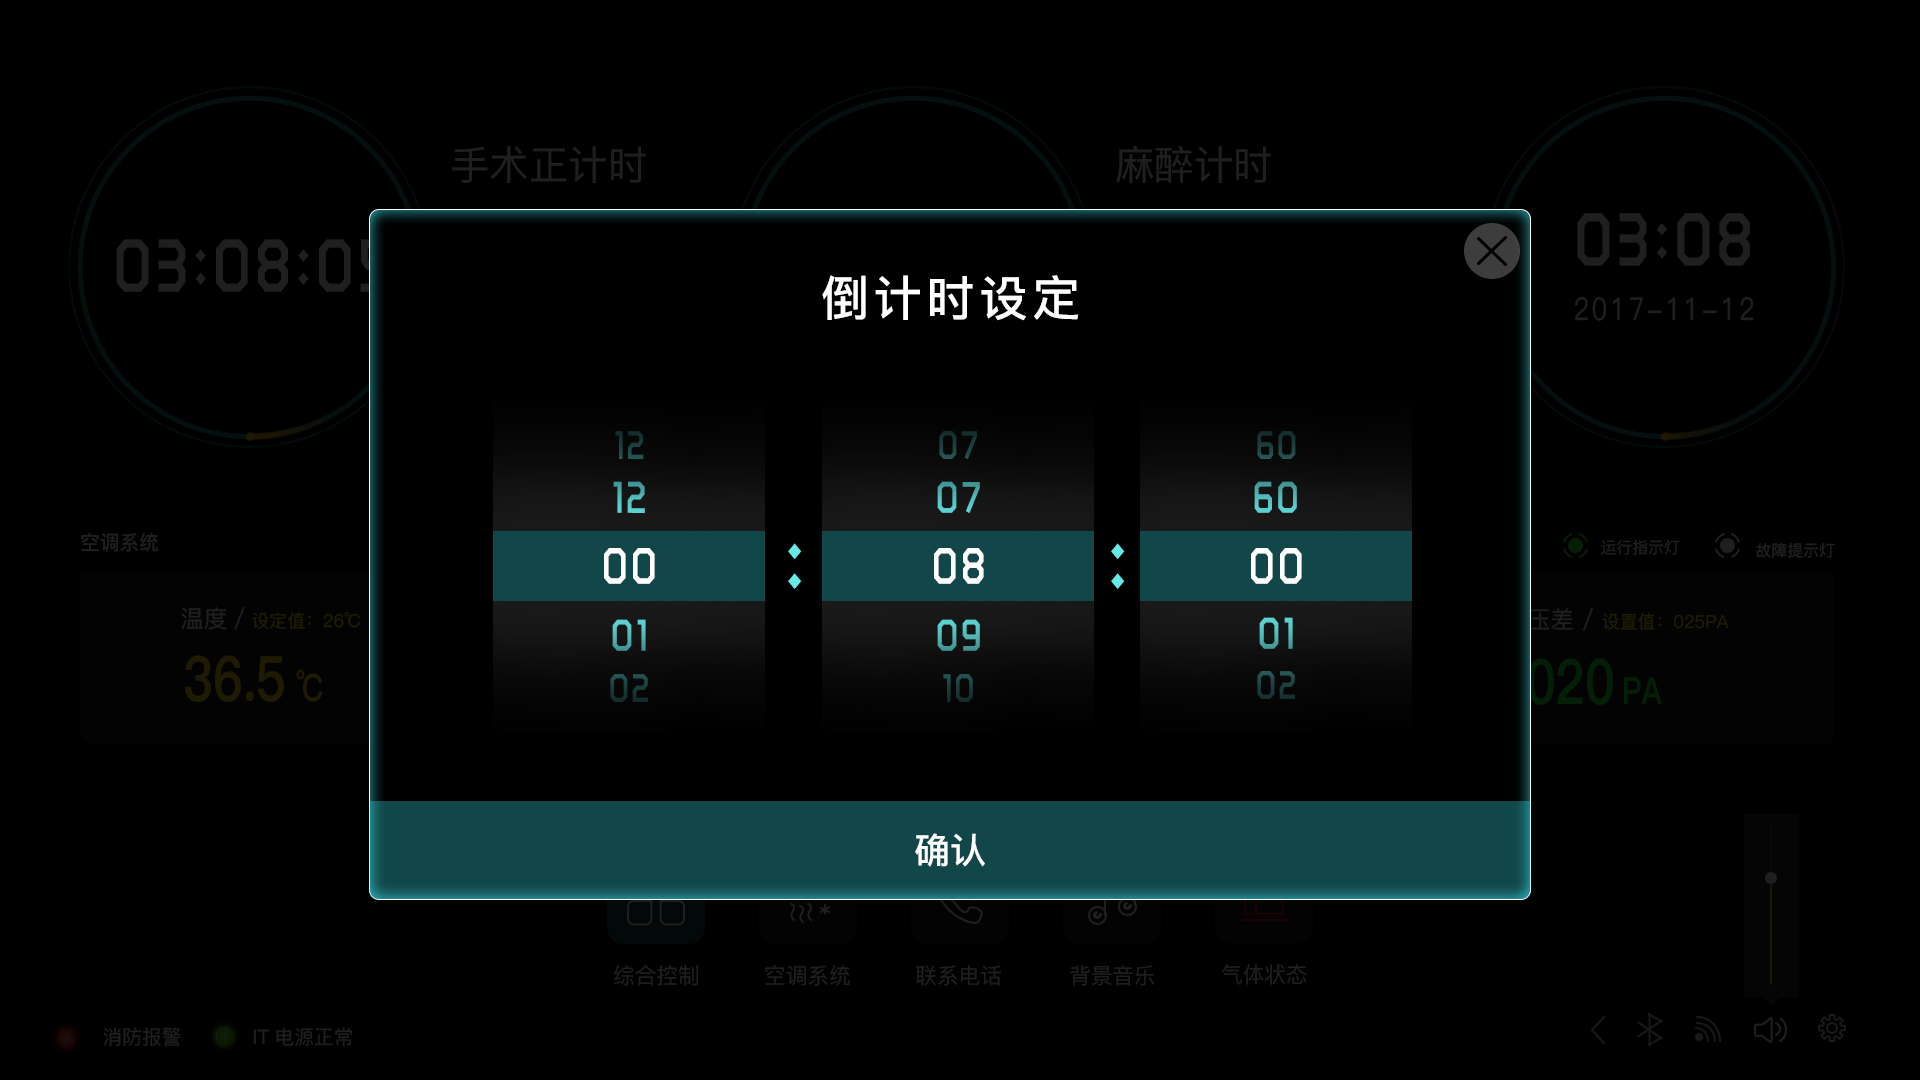 手术正计时
麻醉计时
03:08:0
03:08
2017-11-12
倒计时设定
12 07 60
12 07 60
00 : 08 : 00
01 09 01
02 10 02
确认
空调系统
运行指示灯
故障提示灯
温度 / 设定值：26℃
36.5 ℃
压差 / 设置值：025PA
020 PA
综合控制
空调系统
联系电话
背景音乐
气体状态
消防报警
IT 电源正常